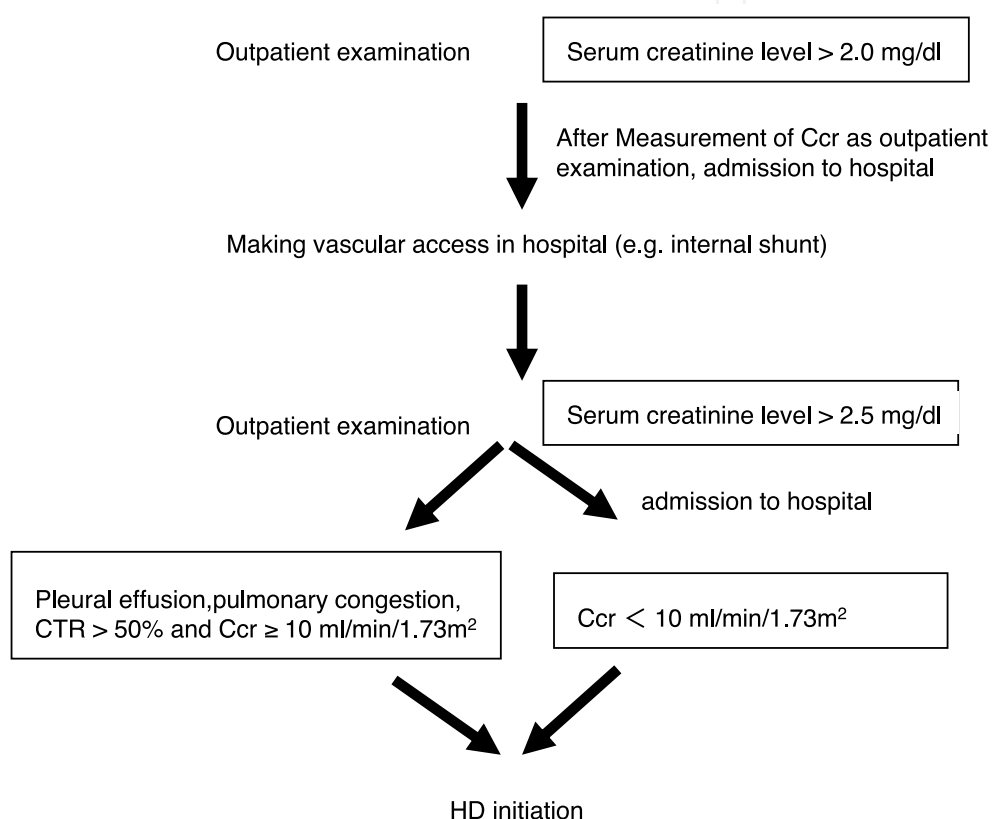 Outpatient examination
Serum creatinine level > 2.0 mg/dl
After Measurement of Ccr as outpatient
examination, admission to hospital
Making vascular access in hospital (e.g. internal shunt)
Outpatient examination
Serum creatinine level > 2.5 mg/dl
admission to hospital
Pleural effusion,pulmonary congestion,
CTR > 50% and Ccr ≥ 10 ml/min/1.73m²
Ccr < 10 ml/min/1.73m²
HD initiation